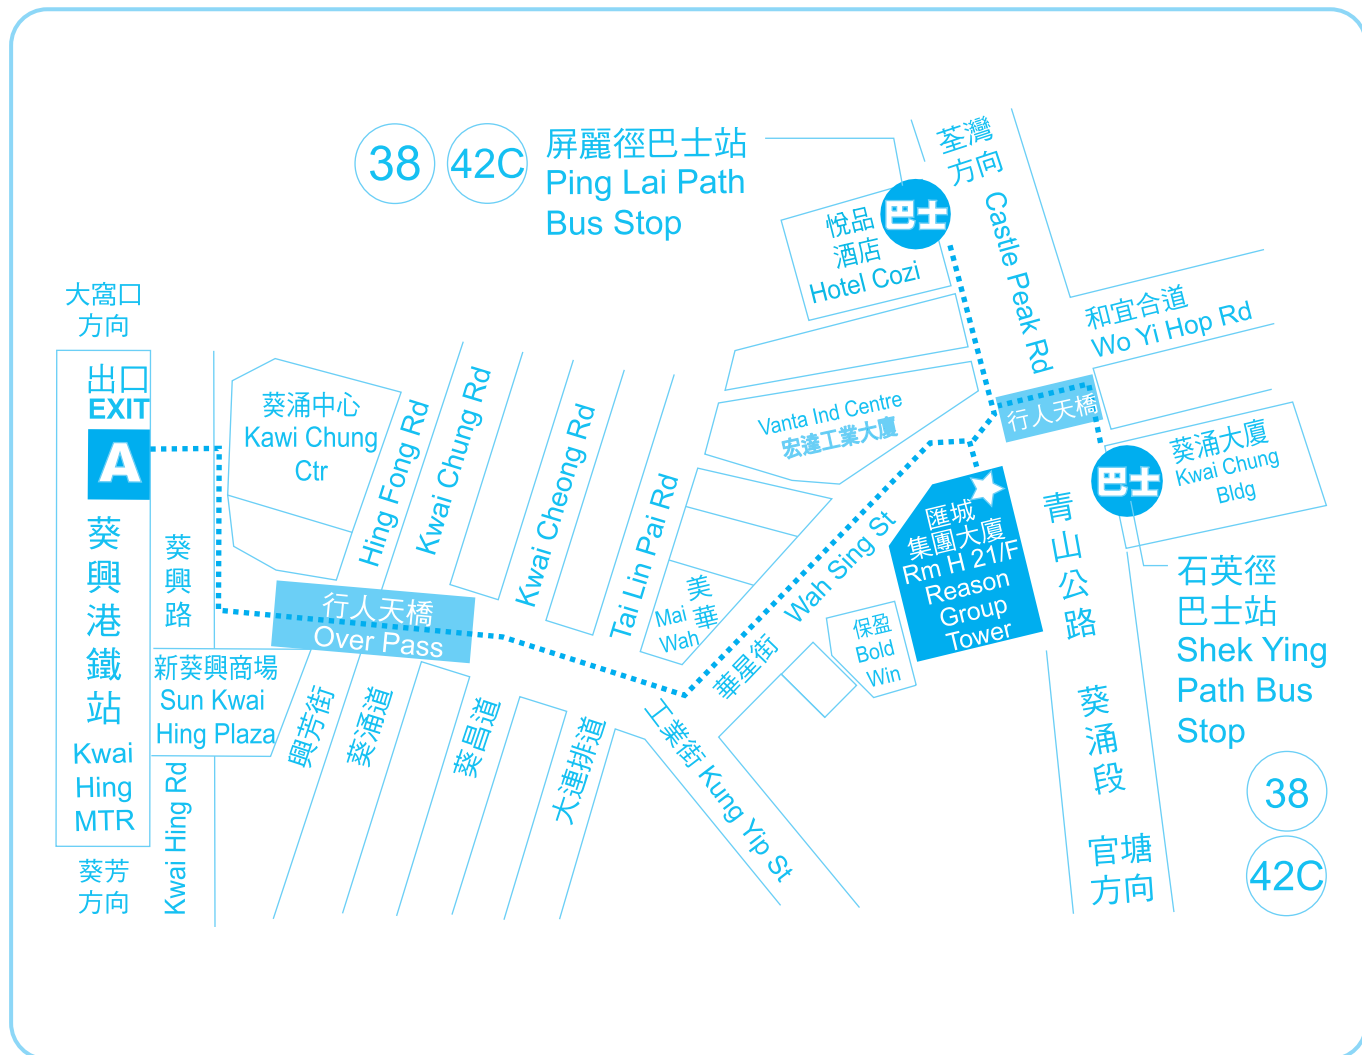 38
42C
屏麗徑巴士站
Ping Lai Path
Bus Stop
荃灣
方向
Castle Peak Rd
巴士
悅品
酒店
Hotel Cozi
和宜合道
Wo Yi Hop Rd
大窩口
方向
出口
EXIT
A
葵興港鐵站
Kwai
Hing
MTR
葵芳
方向
葵興路
Kwai Hing Rd
葵涌中心
Kawi Chung
Ctr
新葵興商場
Sun Kwai
Hing Plaza
Hing Fong Rd
Kwai Chung Rd
Kwai Cheong Rd
Tai Lin Pai Rd
行人天橋
Over Pass
興芳街
葵涌道
葵昌道
大連排道
Vanta Ind Centre
宏達工業大廈
美華
Mai
Wah
華星街 Wah Sing St
工業街 Kung Yip St
保盈
Bold
Win
匯城
集團大廈
Rm H 21/F
Reason
Group
Tower
行人天橋
巴士
葵涌大廈
Kwai Chung
Bldg
青山公路
葵涌段
官塘
方向
石英徑
巴士站
Shek Ying
Path Bus
Stop
38
42C